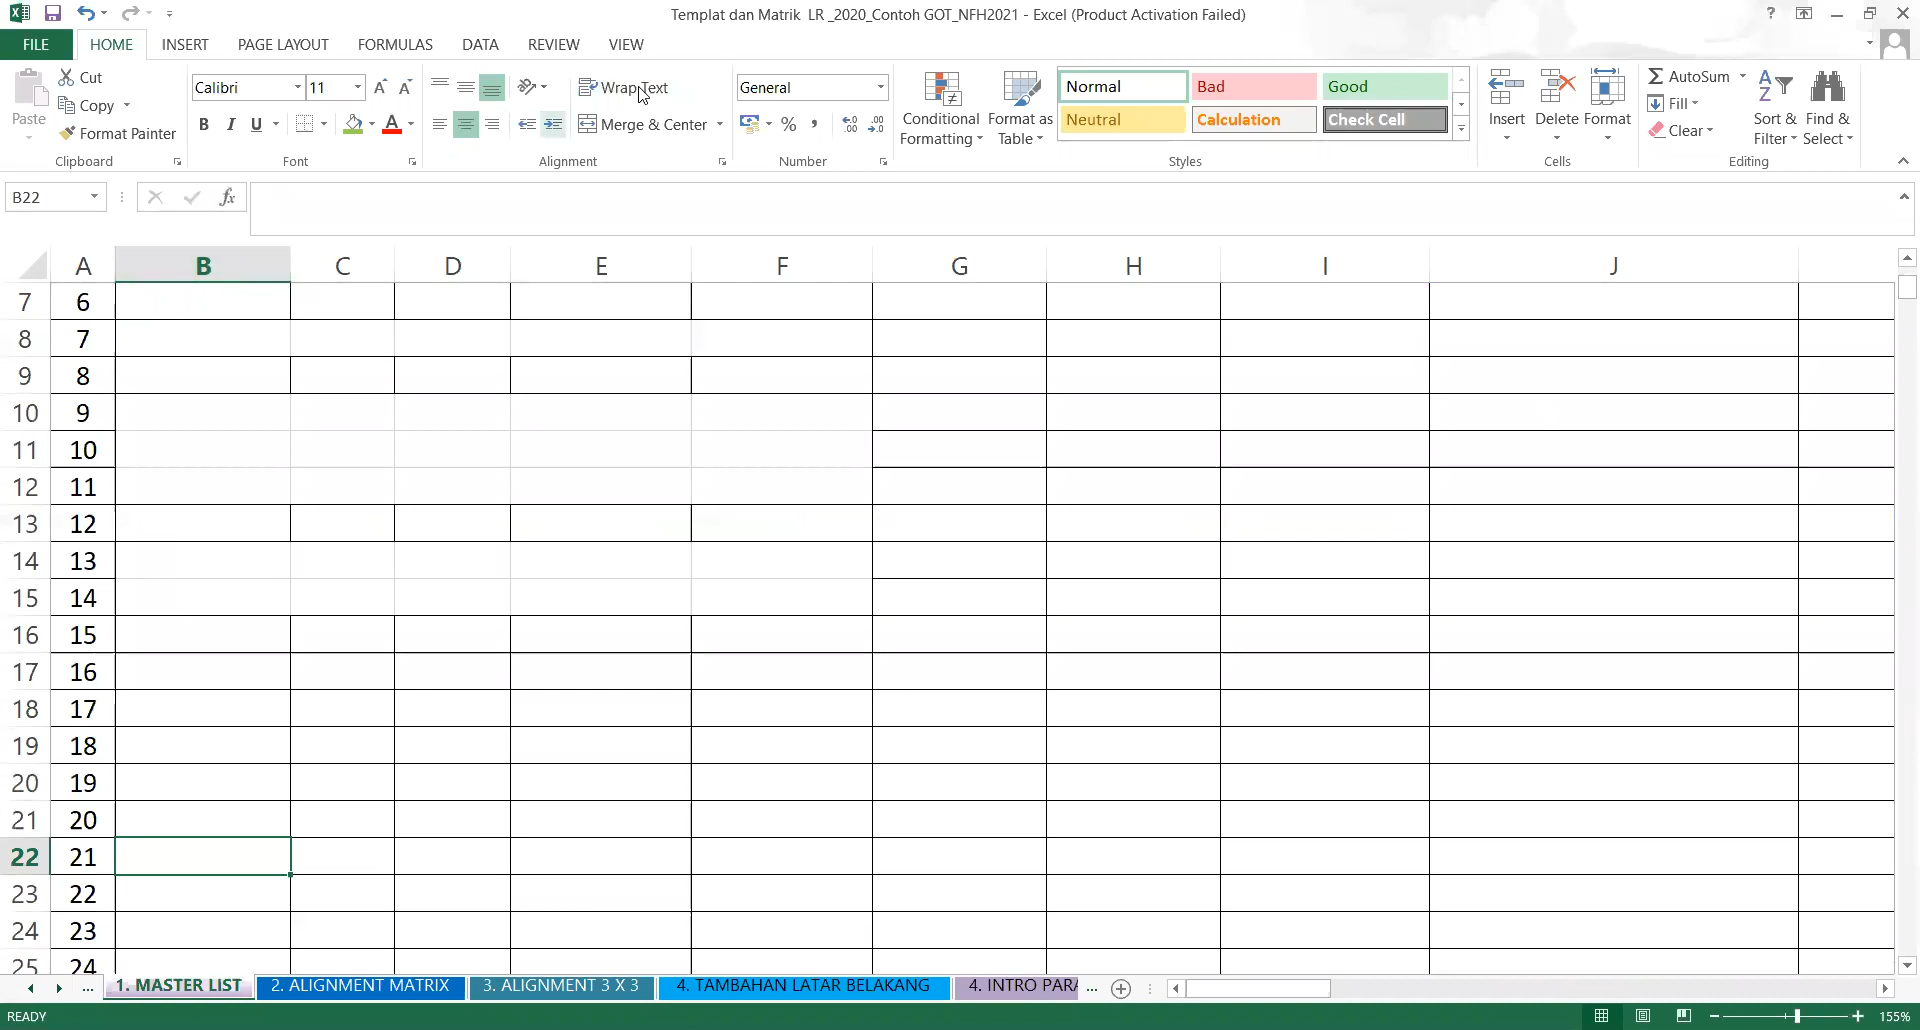 Templat dan Matrik LR _2020_Contoh GOT_NFH2021 - Excel (Product Activation Failed)
?
FILE HOME INSERT PAGE LAYOUT FORMULAS DATA REVIEW VIEW
Paste
Cut
Copy
Format Painter
Clipboard
Calibri 11
B I U
Font
Wrap Text
Merge & Center
Alignment
General
%
Number
Conditional Formatting
Format as Table
Normal Bad Good
Neutral Calculation Check Cell
Styles
Insert Delete Format
Cells
AutoSum
Fill
Clear
Sort & Filter
Find & Select
Editing
B22
fx
A B C D E F G H I J
7 6
8 7
9 8
10 9
11 10
12 11
13 12
14 13
15 14
16 15
17 16
18 17
19 18
20 19
21 20
22 21
23 22
24 23
25 24
... 1. MASTER LIST 2. ALIGNMENT MATRIX 3. ALIGNMENT 3 X 3 4. TAMBAHAN LATAR BELAKANG 4. INTRO PARA ...
READY
155%